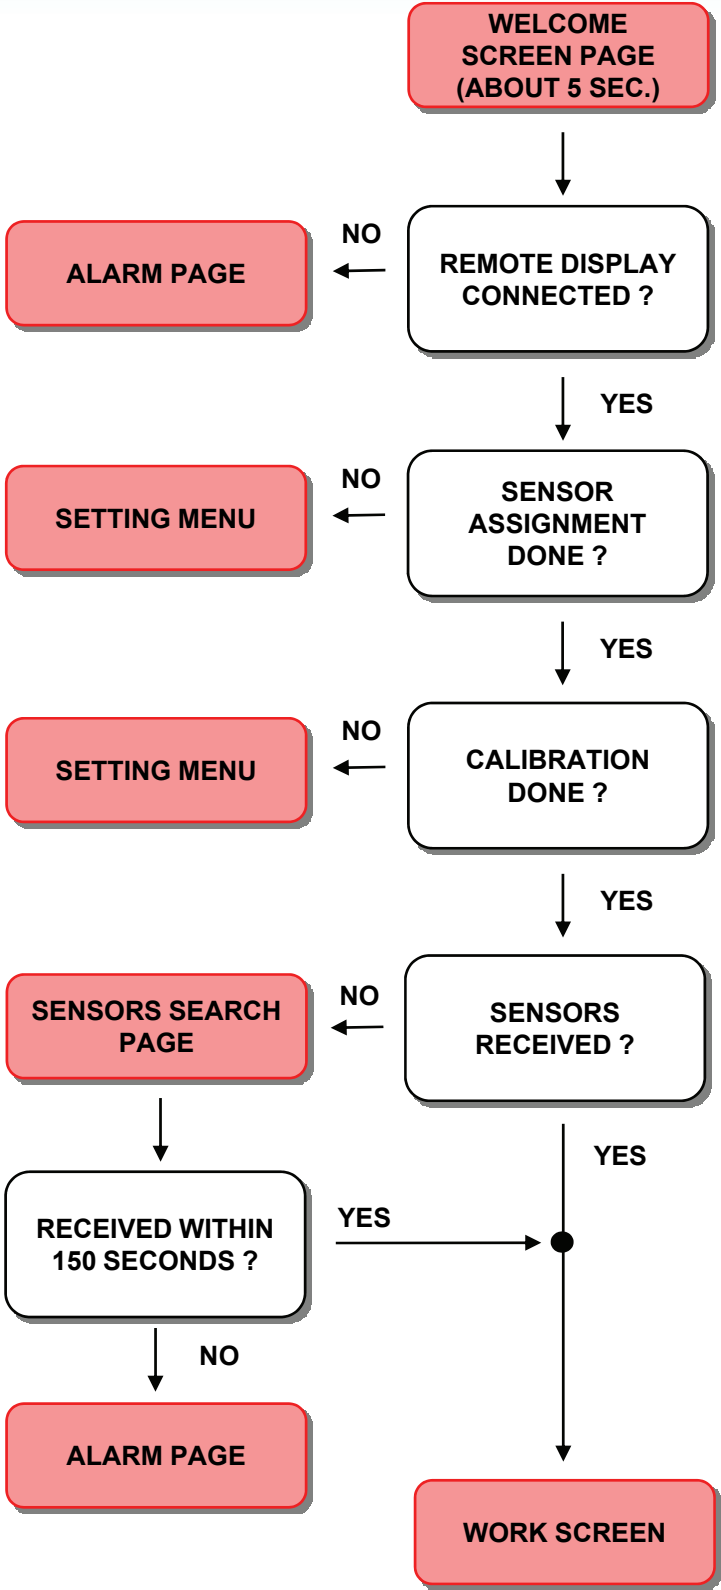 WELCOME
SCREEN PAGE
(ABOUT 5 SEC.)
NO
ALARM PAGE
REMOTE DISPLAY
CONNECTED ?
YES
NO
SETTING MENU
SENSOR
ASSIGNMENT
DONE ?
YES
NO
SETTING MENU
CALIBRATION
DONE ?
YES
NO
SENSORS SEARCH
PAGE
SENSORS
RECEIVED ?
YES
RECEIVED WITHIN
150 SECONDS ?
YES
NO
ALARM PAGE
WORK SCREEN